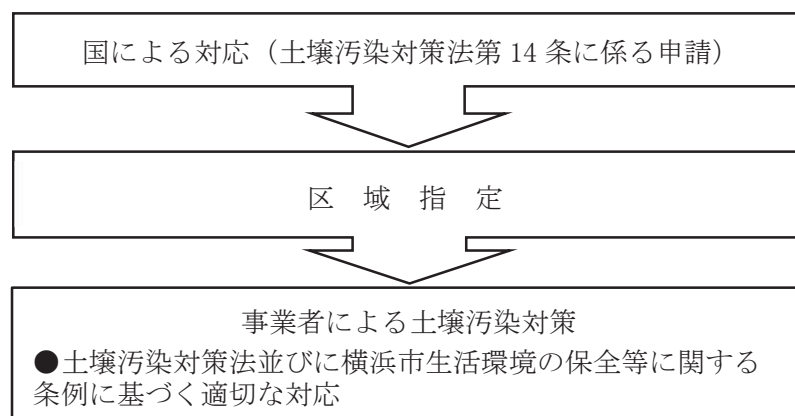 国による対応（土壌汚染対策法第 14 条に係る申請）
区　域　指　定
事業者による土壌汚染対策
●土壌汚染対策法並びに横浜市生活環境の保全等に関する
条例に基づく適切な対応